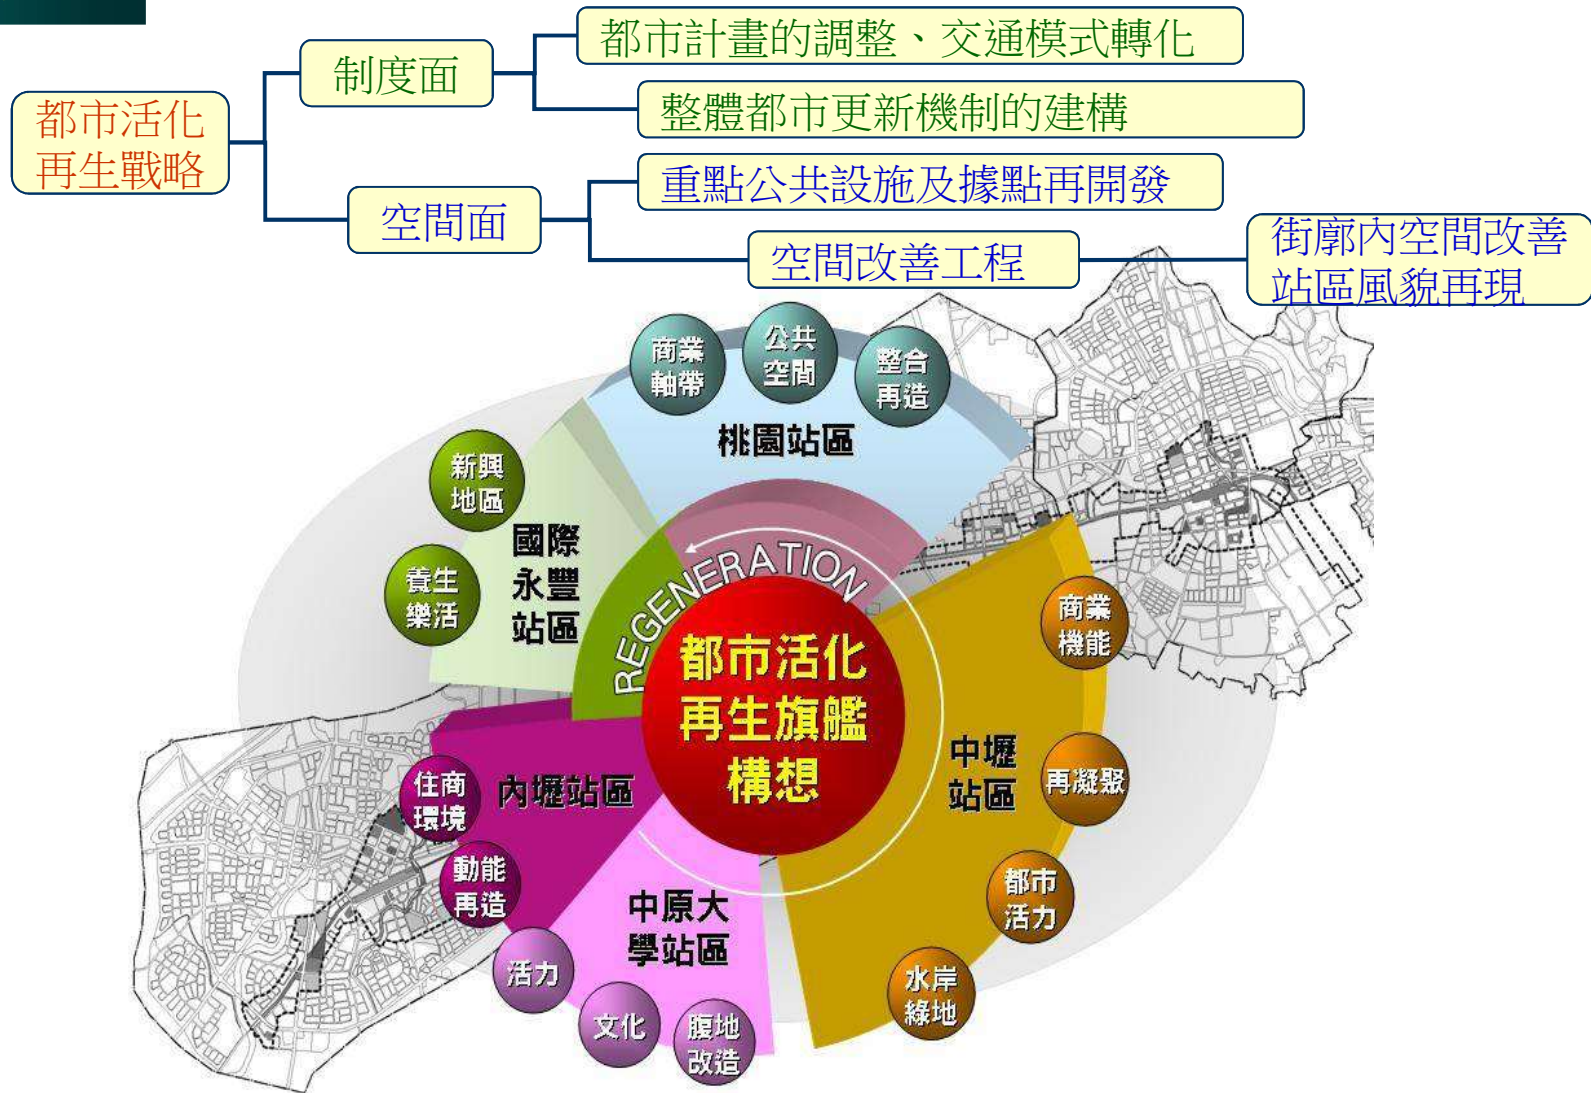 都市活化
再生戰略
制度面
都市計畫的調整、交通模式轉化
整體都市更新機制的建構
空間面
重點公共設施及據點再開發
空間改善工程
街廓內空間改善
站區風貌再現
商業
軸帶
公共
空間
整合
再造
桃園站區
新興
地區
養生
樂活
國際
永豐
站區
REGENERATION
都市活化
再生旗艦
構想
商業
機能
再凝聚
都市
活力
水岸
綠地
中壢
站區
住商
環境
動能
再造
內壢站區
中原大
學站區
活力
文化
腹地
改造